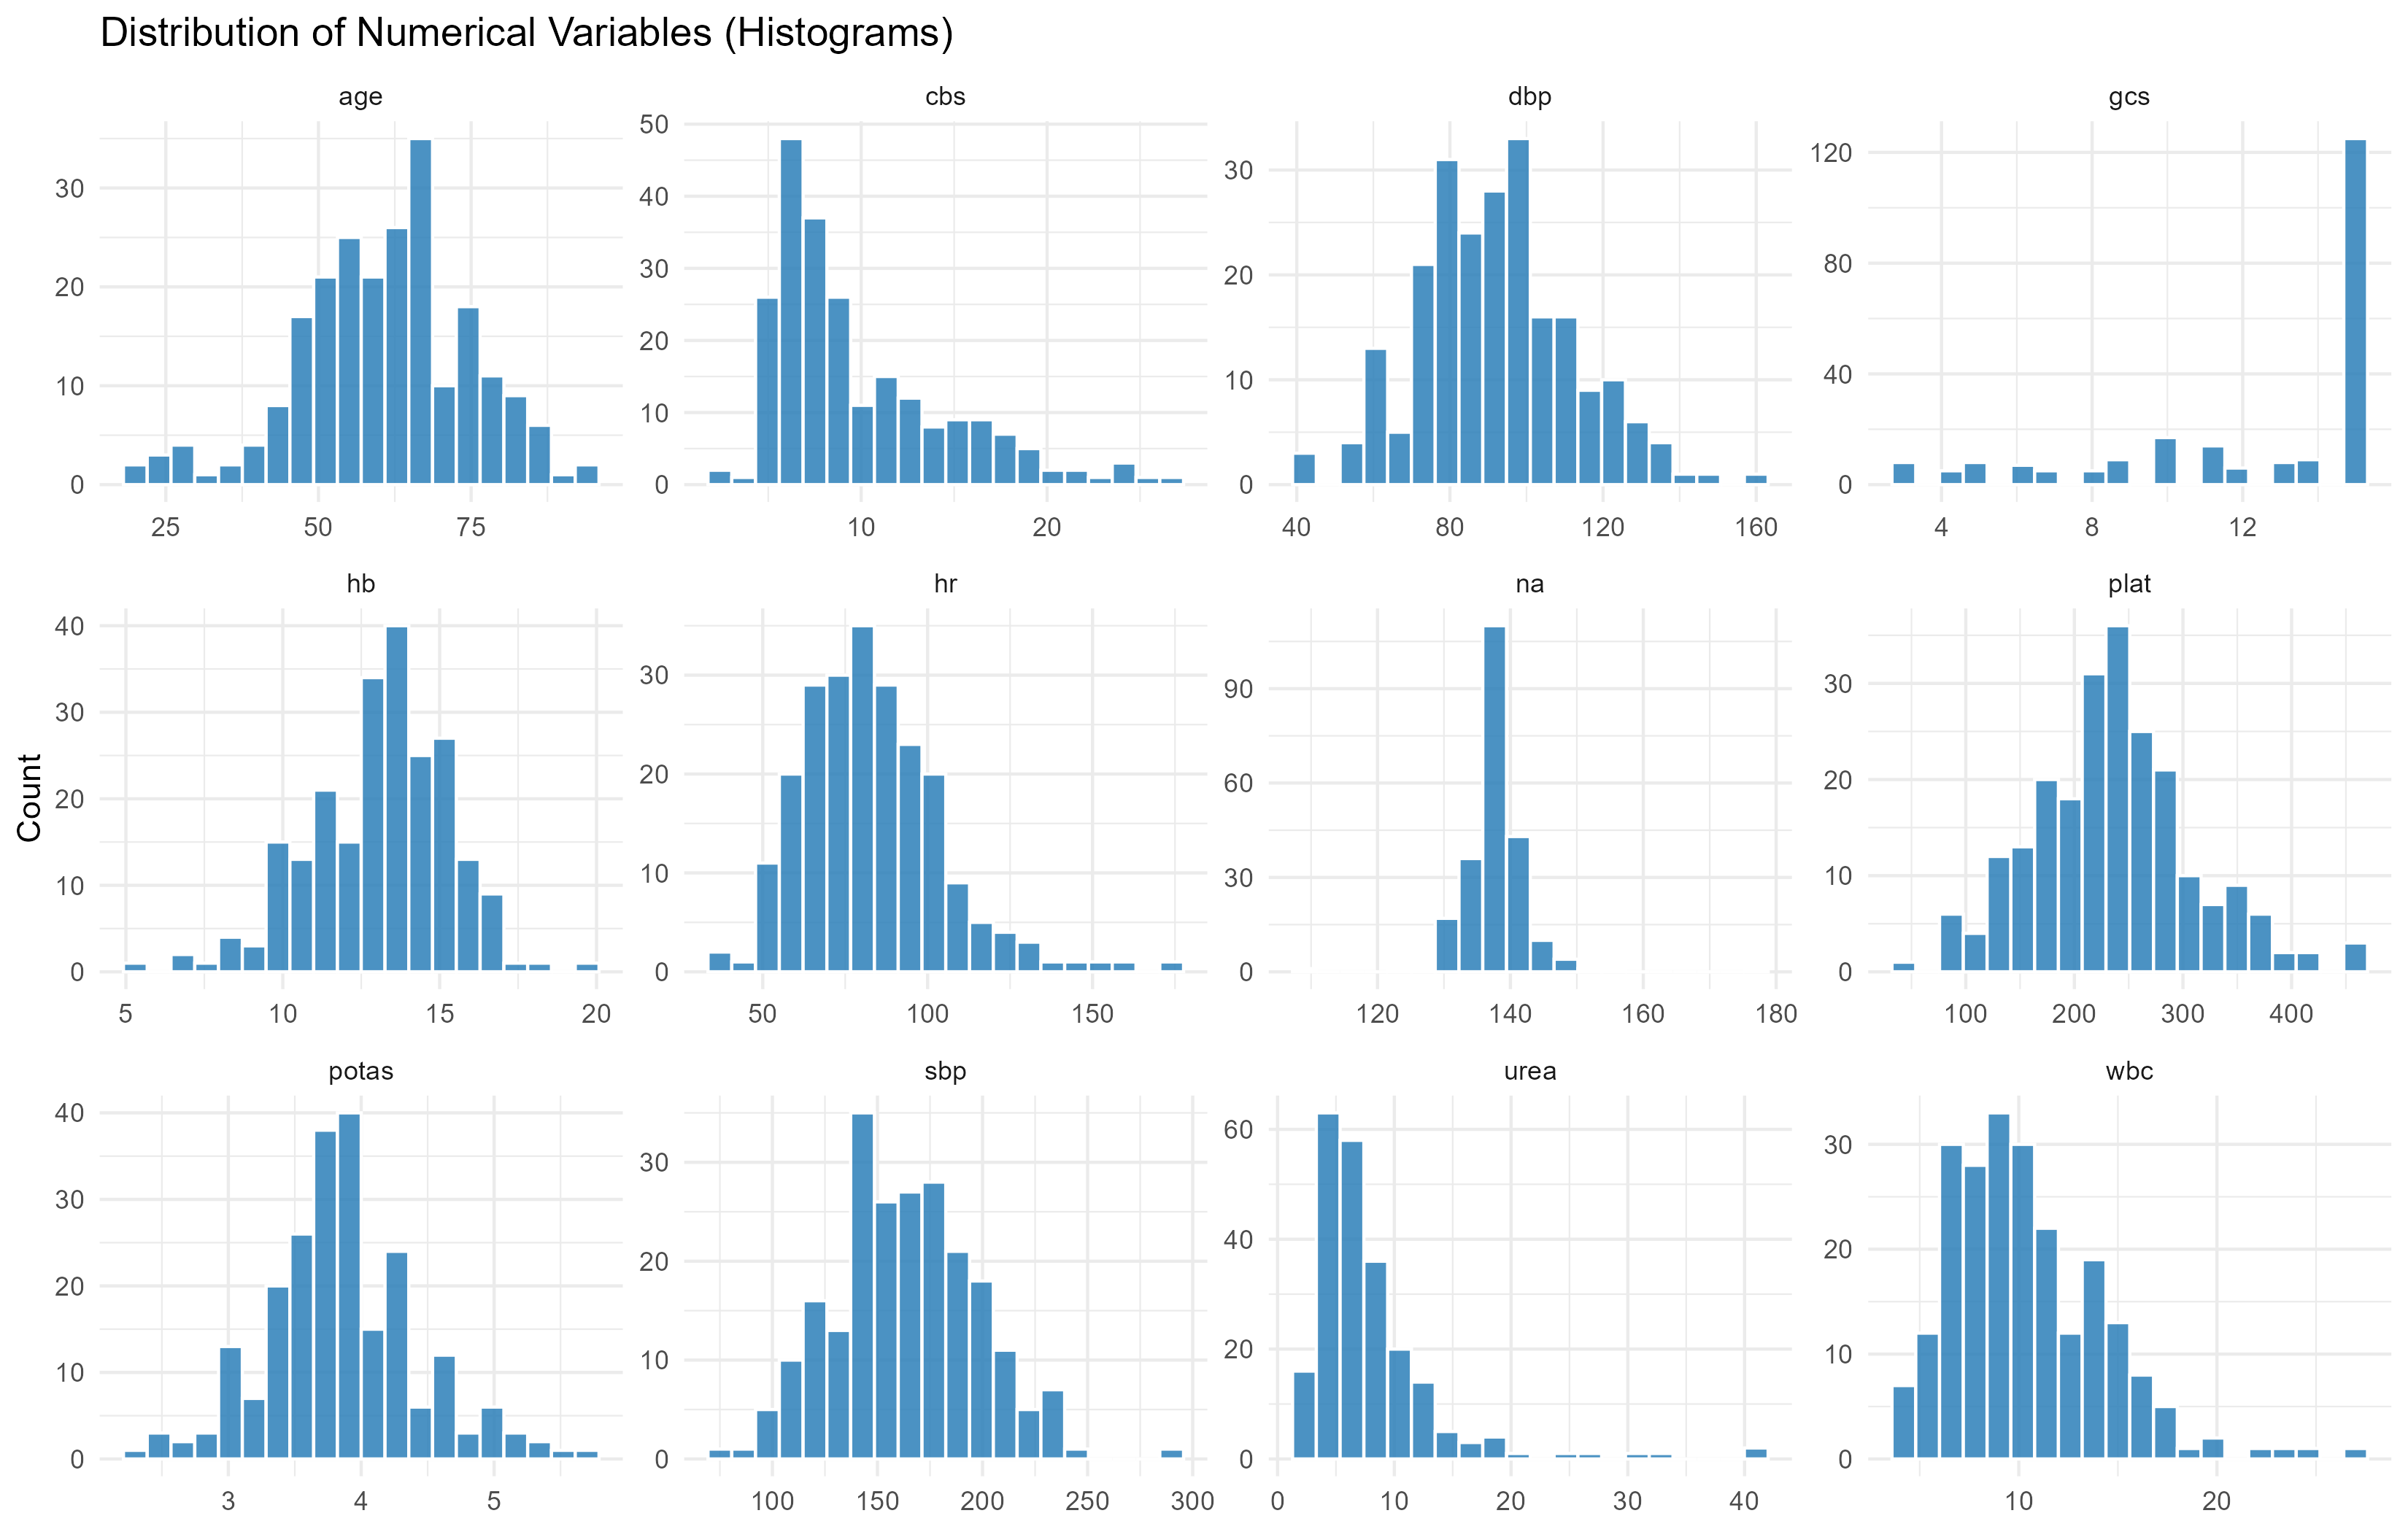 Distribution of Numerical Variables (Histograms)
age
cbs
dbp
gcs
0 10 20 30
25 50 75
0 10 20 30 40 50
10 20
0 10 20 30
40 80 120 160
0 40 80 120
4 8 12
hb
hr
na
plat
Count
0 10 20 30 40
5 10 15 20
0 10 20 30
50 100 150
0 30 60 90
120 140 160 180
0 10 20 30
100 200 300 400
potas
sbp
urea
wbc
0 10 20 30 40
3 4 5
0 10 20 30
100 150 200 250 300
0 20 40 60
0 10 20 30 40
0 10 20 30
10 20